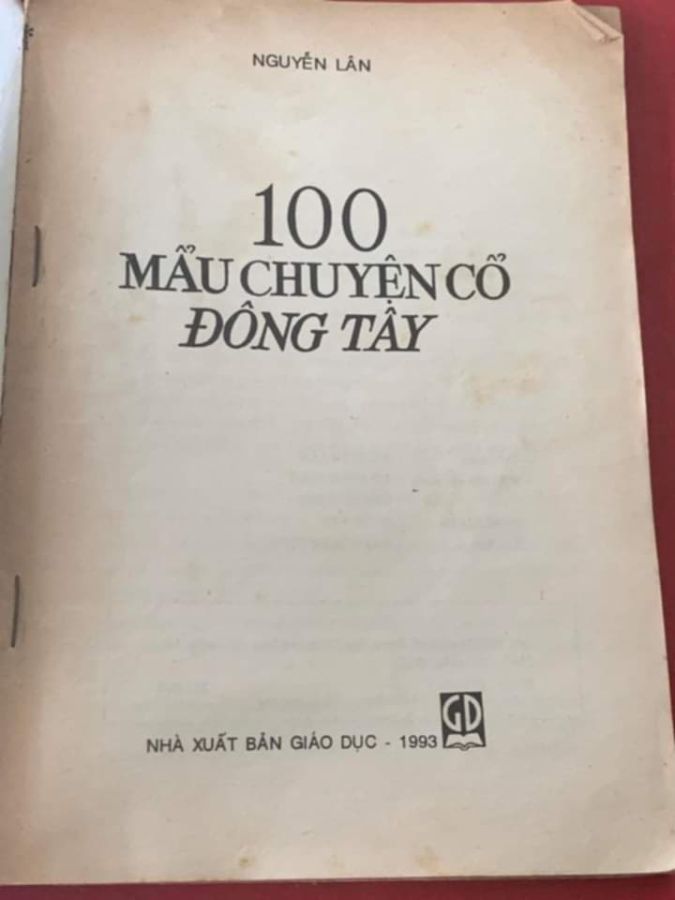 NGUYỄN LÂN
100
MẨU CHUYỆN CỔ
ĐÔNG TÂY
GD
NHÀ XUẤT BẢN GIÁO DỤC - 1993